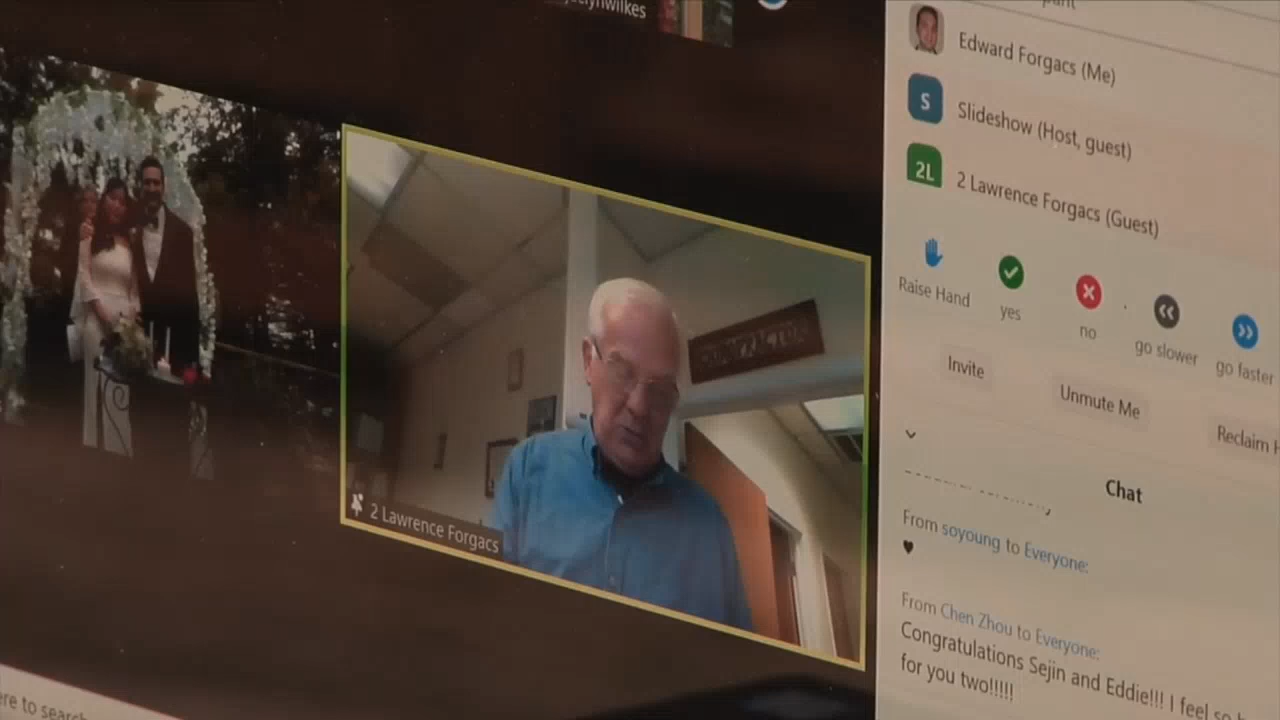 Edward Forgacs (Me)
S
Slideshow (Host, guest)
2L
2 Lawrence Forgacs (Guest)
Raise Hand
yes
no
go slower
go faster
Invite
Unmute Me
Reclaim
2 Lawrence Forgacs
Chat
From soyoung to Everyone:
♥
From Chen Zhou to Everyone:
Congratulations Sejin and Eddie!!! I feel so
for you two!!!!!